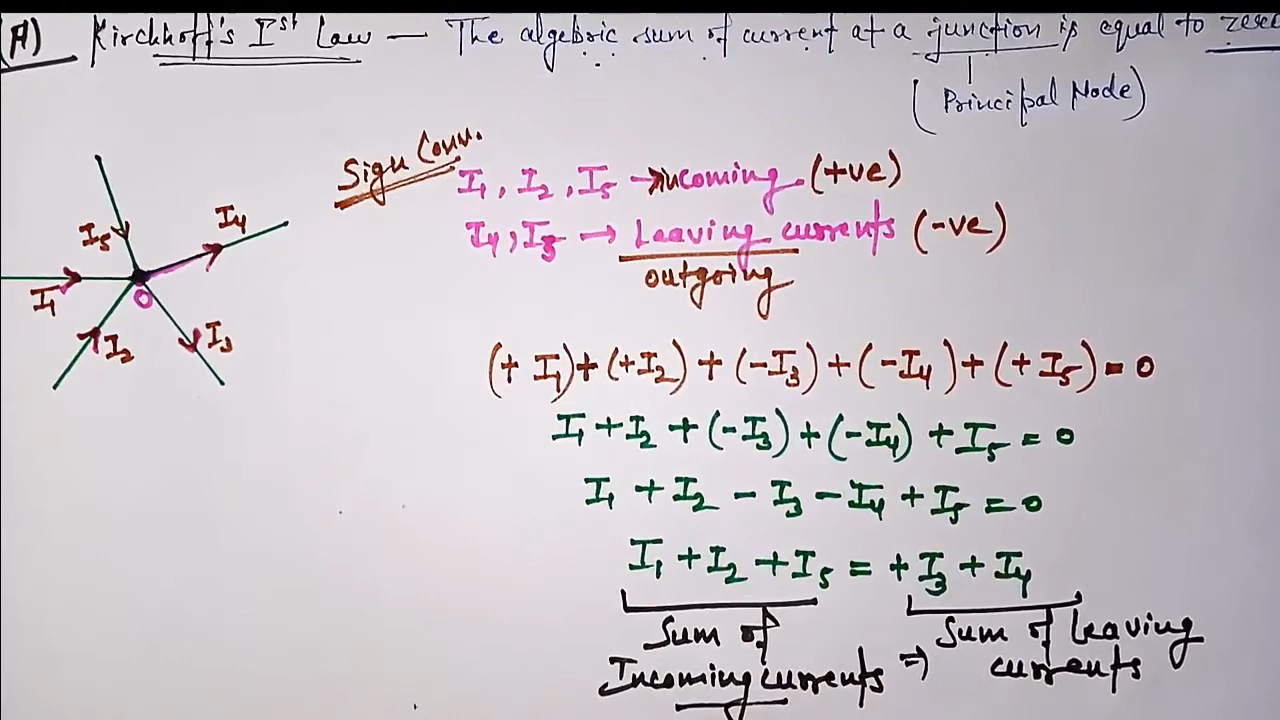 (A) Kirchhoff's Ist Law — The algebric sum of current at a junction is equal to zero
(Principal Node)
Sign Conv.
I1, I2, I5 → incoming (+ve)
I4, I3 → Leaving currents (-ve)
outgoing
I5
I4
I1
O
I2
I3
(+ I1) + (+I2) + (-I3) + (-I4) + (+ I5) = 0
I1 + I2 + (-I3) + (-I4) + I5 = 0
I1 + I2 - I3 - I4 + I5 = 0
I1 + I2 + I5 = + I3 + I4
Sum of
Incoming currents =)
Sum of Leaving
currents